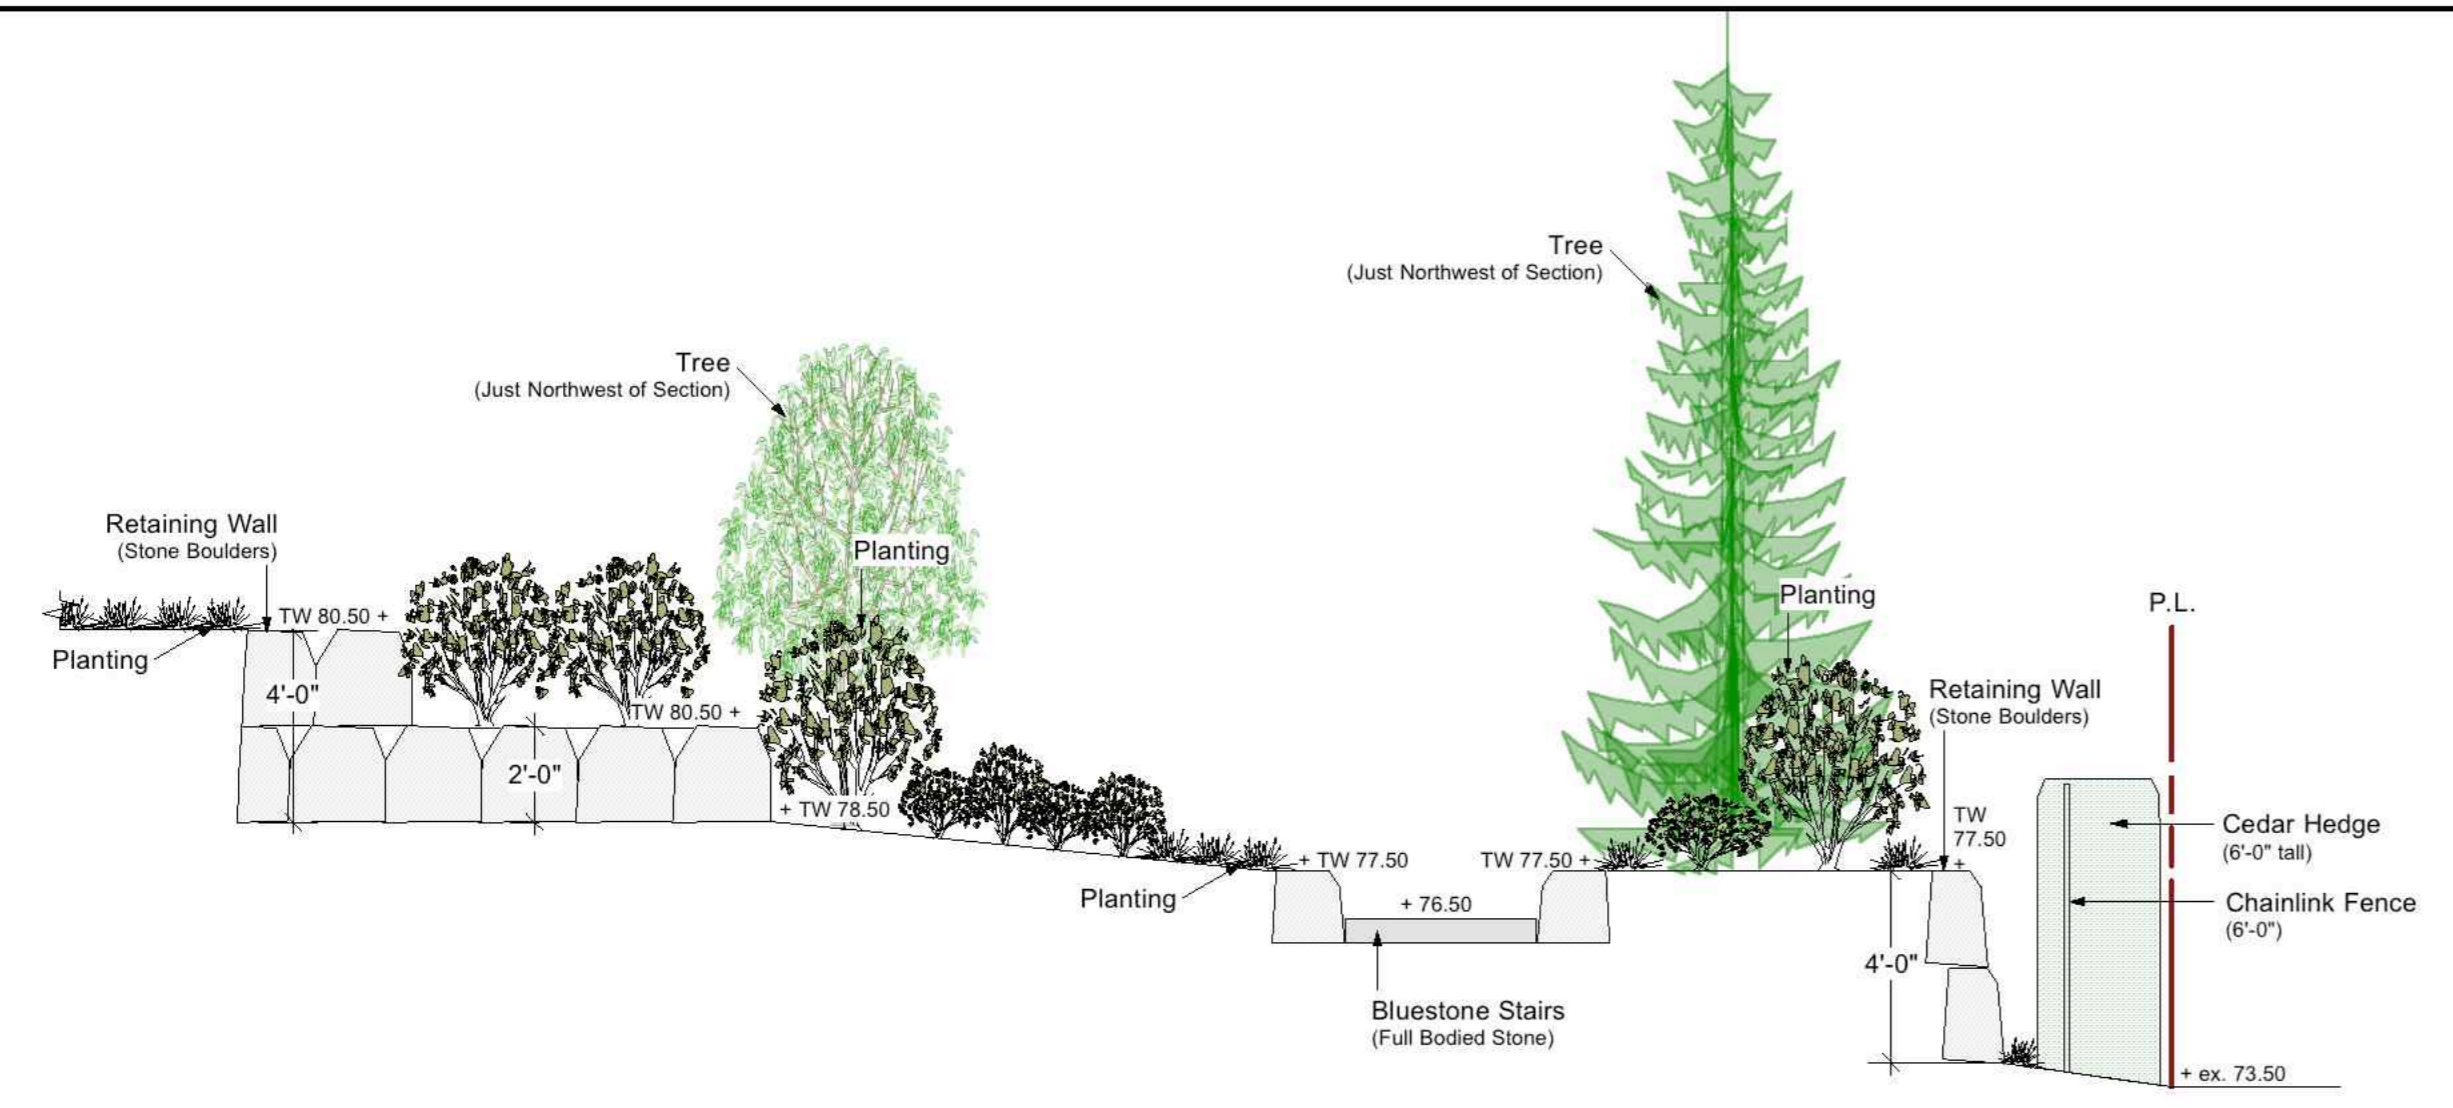 Tree
(Just Northwest of Section)
Tree
(Just Northwest of Section)
Retaining Wall
(Stone Boulders)
Planting
Planting
P.L.
TW 80.50 +
Planting
4'-0"
Retaining Wall
(Stone Boulders)
TW 80.50 +
2'-0"
+ TW 78.50
TW
77.50
+
Cedar Hedge
(6'-0" tall)
+ TW 77.50
TW 77.50 +
Planting
+ 76.50
Chainlink Fence
(6'-0")
4'-0"
Bluestone Stairs
(Full Bodied Stone)
+ ex. 73.50